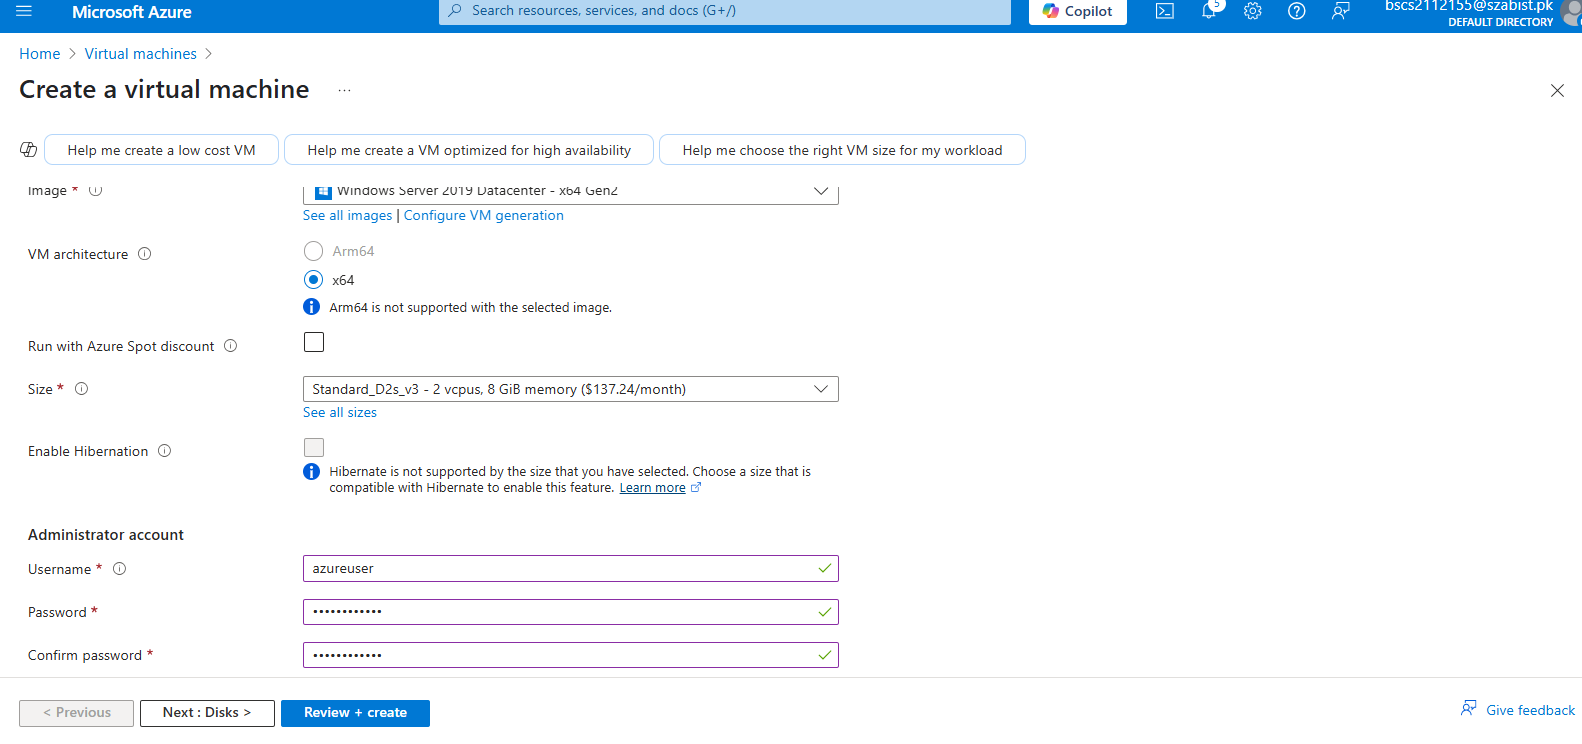 Microsoft Azure
Search resources, services, and docs (G+/)
Copilot
5
bscs2112155@szabist.pk
DEFAULT DIRECTORY
Home > Virtual machines >
Create a virtual machine ...
Help me create a low cost VM
Help me create a VM optimized for high availability
Help me choose the right VM size for my workload
Image *
Windows Server 2019 Datacenter - x64 Gen2
See all images | Configure VM generation
VM architecture
Arm64
x64
Arm64 is not supported with the selected image.
Run with Azure Spot discount
Size *
Standard_D2s_v3 - 2 vcpus, 8 GiB memory ($137.24/month)
See all sizes
Enable Hibernation
Hibernate is not supported by the size that you have selected. Choose a size that is
compatible with Hibernate to enable this feature. Learn more
Administrator account
Username *
azureuser
Password *
••••••••••••
Confirm password *
••••••••••••
< Previous
Next : Disks >
Review + create
Give feedback